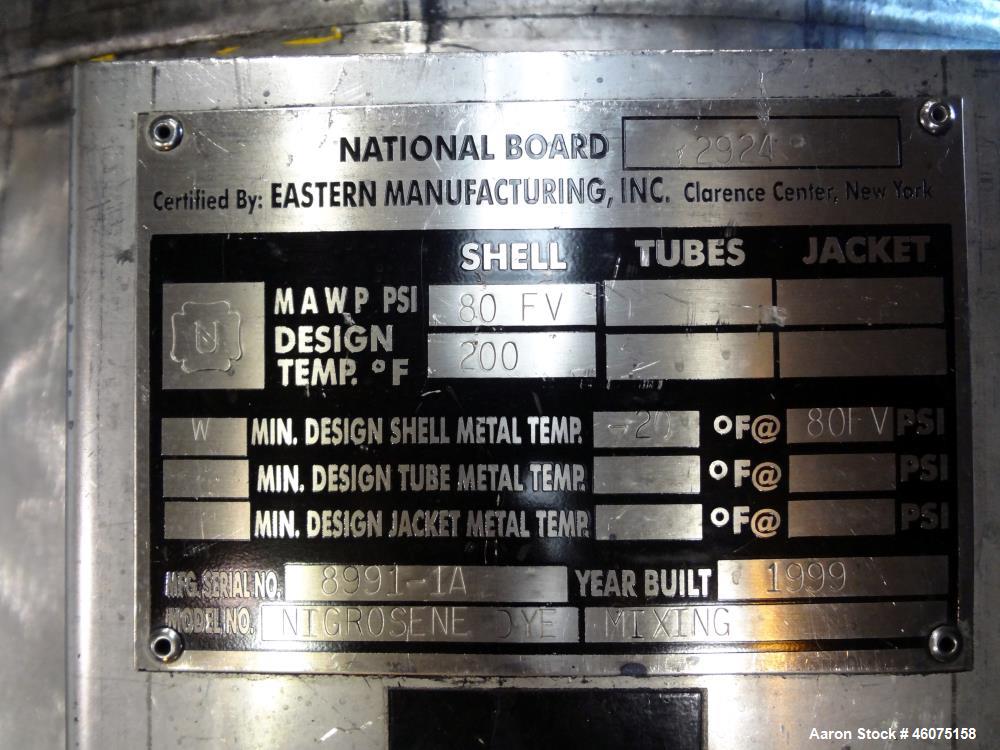 NATIONAL BOARD 2924
Certified By: EASTERN MANUFACTURING, INC. Clarence Center, New York
SHELL TUBES JACKET
MAWP PSI 80 FV
DESIGN TEMP. °F 200
W MIN. DESIGN SHELL METAL TEMP. -20 °F@ 80FV PSI
MIN. DESIGN TUBE METAL TEMP. °F@ PSI
MIN. DESIGN JACKET METAL TEMP. °F@ PSI
MFG. SERIAL NO. 8991-1A YEAR BUILT 1999
MODEL NO. NIGROSENE DYE MIXING
Aaron Stock # 46075158